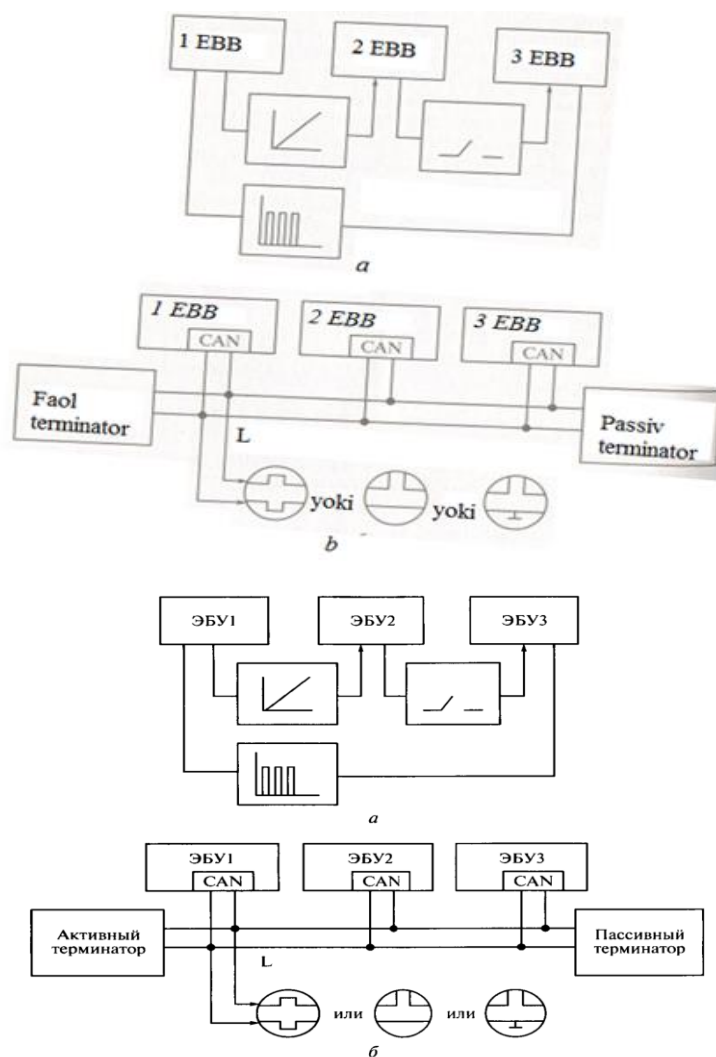 1 EBB
2 EBB
3 EBB
a
1 EBB
2 EBB
3 EBB
CAN
CAN
CAN
Faol
terminator
Passiv
terminator
L
yoki
yoki
b
ЭБУ1
ЭБУ2
ЭБУ3
а
ЭБУ1
ЭБУ2
ЭБУ3
CAN
CAN
CAN
Активный
терминатор
Пассивный
терминатор
L
или
или
б